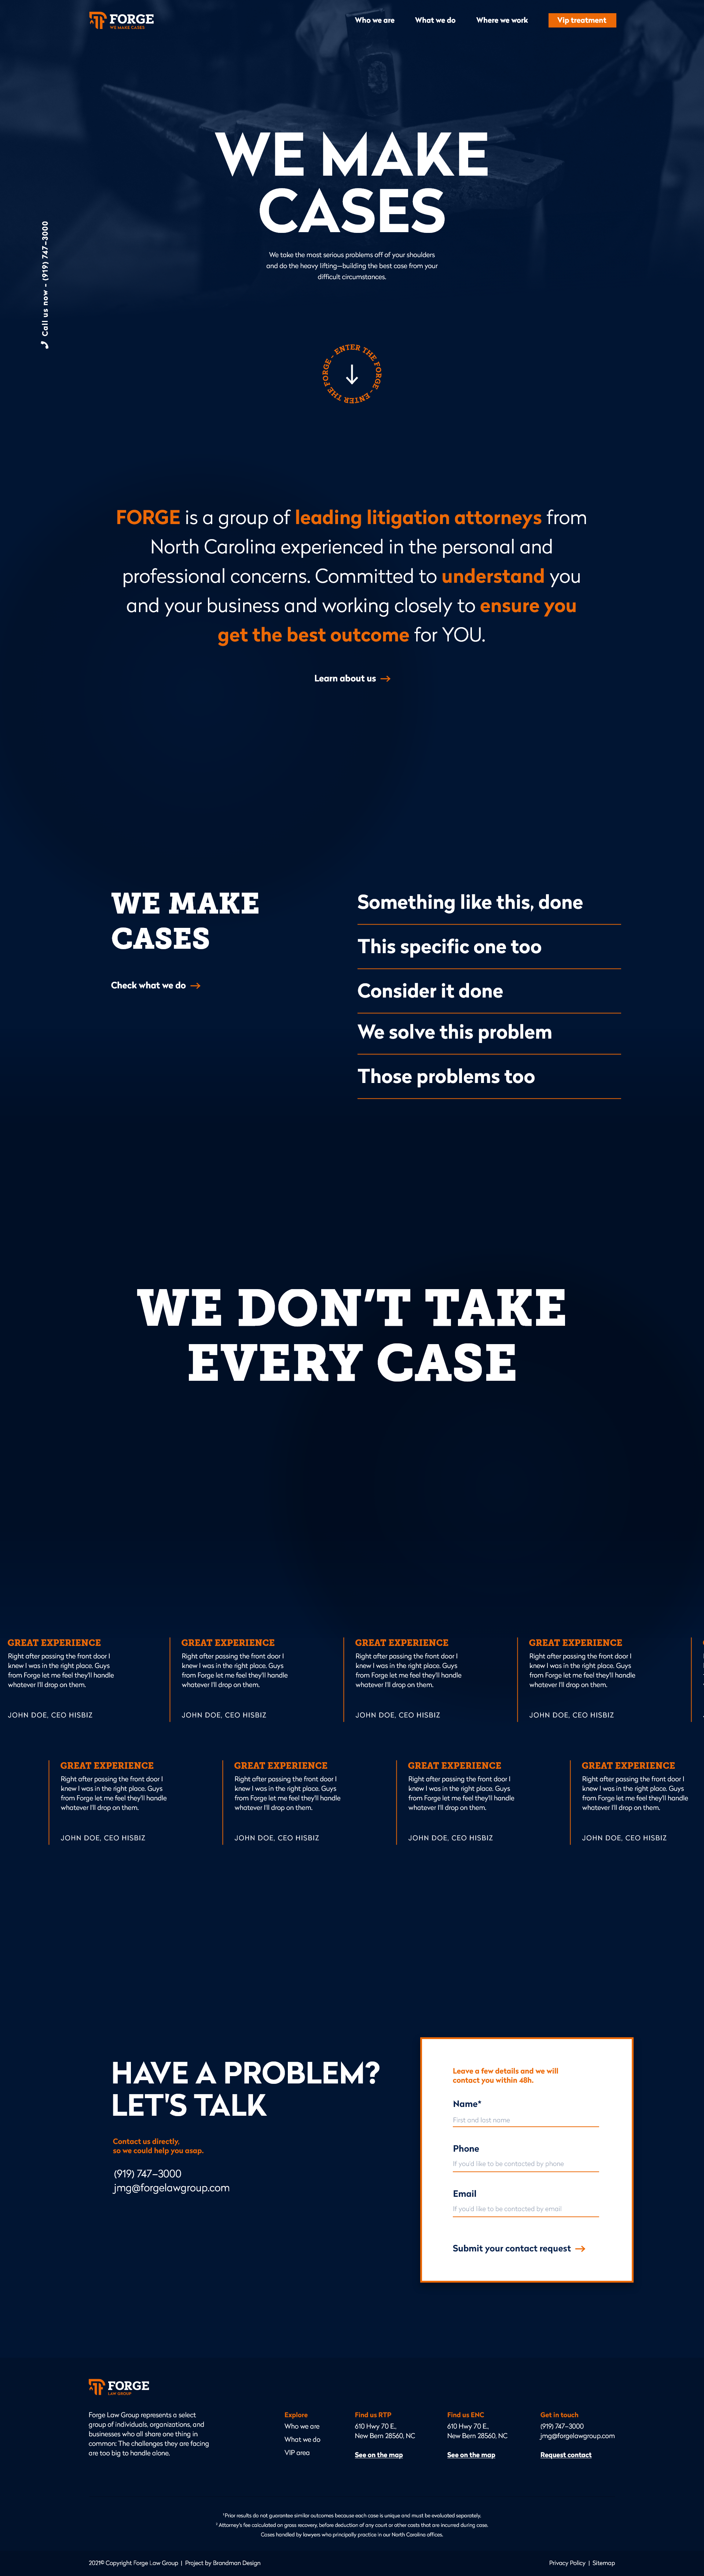 FORGE
WE MAKE CASES
Who we are
What we do
Where we work
Vip treatment
WE MAKE
CASES
We take the most serious problems off of your shoulders
and do the heavy lifting—building the best case from your
difficult circumstances.
Call us now - (919) 747-3000
ENTER THE FORGE - ENTER THE FORGE -
FORGE is a group of leading litigation attorneys from
North Carolina experienced in the personal and
professional concerns. Committed to understand you
and your business and working closely to ensure you
get the best outcome for YOU.
Learn about us →
WE MAKE
CASES
Check what we do →
Something like this, done
This specific one too
Consider it done
We solve this problem
Those problems too
WE DON'T TAKE
EVERY CASE
GREAT EXPERIENCE
Right after passing the front door I
knew I was in the right place. Guys
from Forge let me feel they'll handle
whatever I'll drop on them.
JOHN DOE, CEO HISBIZ
GREAT EXPERIENCE
Right after passing the front door I
knew I was in the right place. Guys
from Forge let me feel they'll handle
whatever I'll drop on them.
JOHN DOE, CEO HISBIZ
GREAT EXPERIENCE
Right after passing the front door I
knew I was in the right place. Guys
from Forge let me feel they'll handle
whatever I'll drop on them.
JOHN DOE, CEO HISBIZ
GREAT EXPERIENCE
Right after passing the front door I
knew I was in the right place. Guys
from Forge let me feel they'll handle
whatever I'll drop on them.
JOHN DOE, CEO HISBIZ
GREAT EXPERIENCE
Right after passing the front door I
knew I was in the right place. Guys
from Forge let me feel they'll handle
whatever I'll drop on them.
JOHN DOE, CEO HISBIZ
GREAT EXPERIENCE
Right after passing the front door I
knew I was in the right place. Guys
from Forge let me feel they'll handle
whatever I'll drop on them.
JOHN DOE, CEO HISBIZ
GREAT EXPERIENCE
Right after passing the front door I
knew I was in the right place. Guys
from Forge let me feel they'll handle
whatever I'll drop on them.
JOHN DOE, CEO HISBIZ
GREAT EXPERIENCE
Right after passing the front door I
knew I was in the right place. Guys
from Forge let me feel they'll handle
whatever I'll drop on them.
JOHN DOE, CEO HISBIZ
HAVE A PROBLEM?
LET'S TALK
Contact us directly,
so we could help you asap.
(919) 747-3000
jmg@forgelawgroup.com
Leave a few details and we will
contact you within 48h.
Name*
First and last name
Phone
If you'd like to be contacted by phone
Email
If you'd like to be contacted by email
Submit your contact request →
FORGE
LAW GROUP
Forge Law Group represents a select
group of individuals, organizations, and
businesses who all share one thing in
common: The challenges they are facing
are too big to handle alone.
Explore
Who we are
What we do
VIP area
Find us RTP
610 Hwy 70 E.,
New Bern 28560, NC
See on the map
Find us ENC
610 Hwy 70 E.,
New Bern 28560, NC
See on the map
Get in touch
(919) 747-3000
jmg@forgelawgroup.com
Request contact
¹ Prior results do not guarantee similar outcomes because each case is unique and must be evaluated separately.
² Attorney's fee calculated on gross recovery, before deduction of any court or other costs that are incurred during case.
Cases handled by lawyers who principally practice in our North Carolina offices.
2021© Copyright Forge Law Group | Project by Brandman Design
Privacy Policy | Sitemap